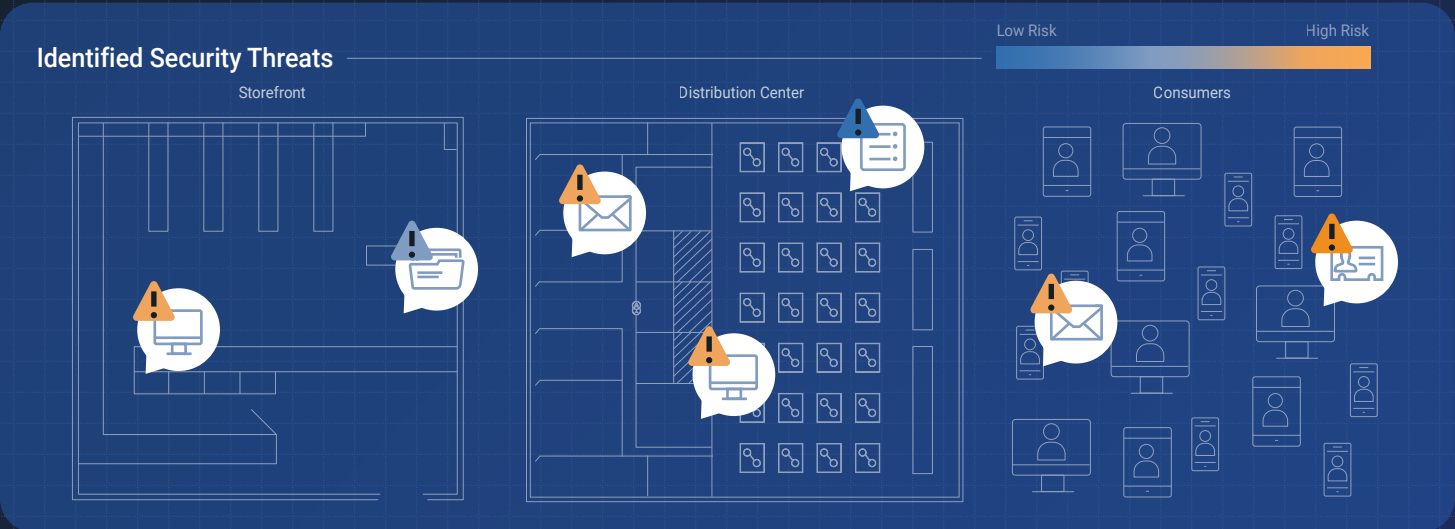 Low Risk High Risk
Identified Security Threats
Storefront Distribution Center Consumers